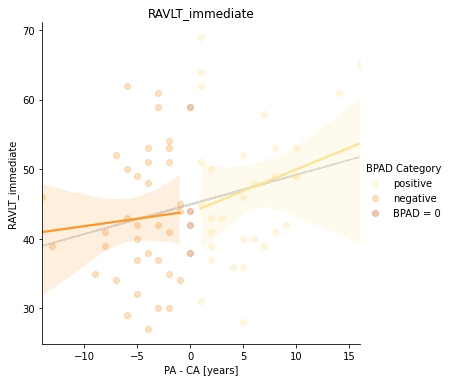 RAVLT_immediate
RAVLT_immediate
70
60
50
40
30
−10
−5
0
5
10
15
PA - CA [years]
BPAD Category
positive
negative
BPAD = 0